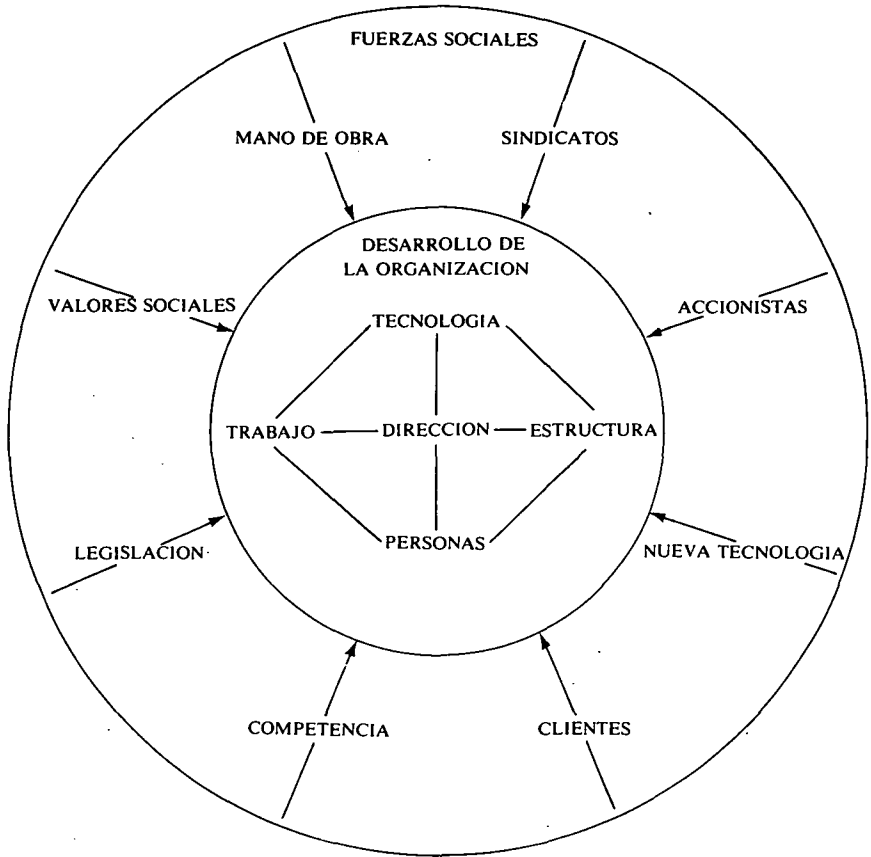 FUERZAS SOCIALES
MANO DE OBRA
SINDICATOS
DESARROLLO DE
LA ORGANIZACION
VALORES SOCIALES
TECNOLOGIA
ACCIONISTAS
TRABAJO
DIRECCION
ESTRUCTURA
LEGISLACION
PERSONAS
NUEVA TECNOLOGIA
COMPETENCIA
CLIENTES